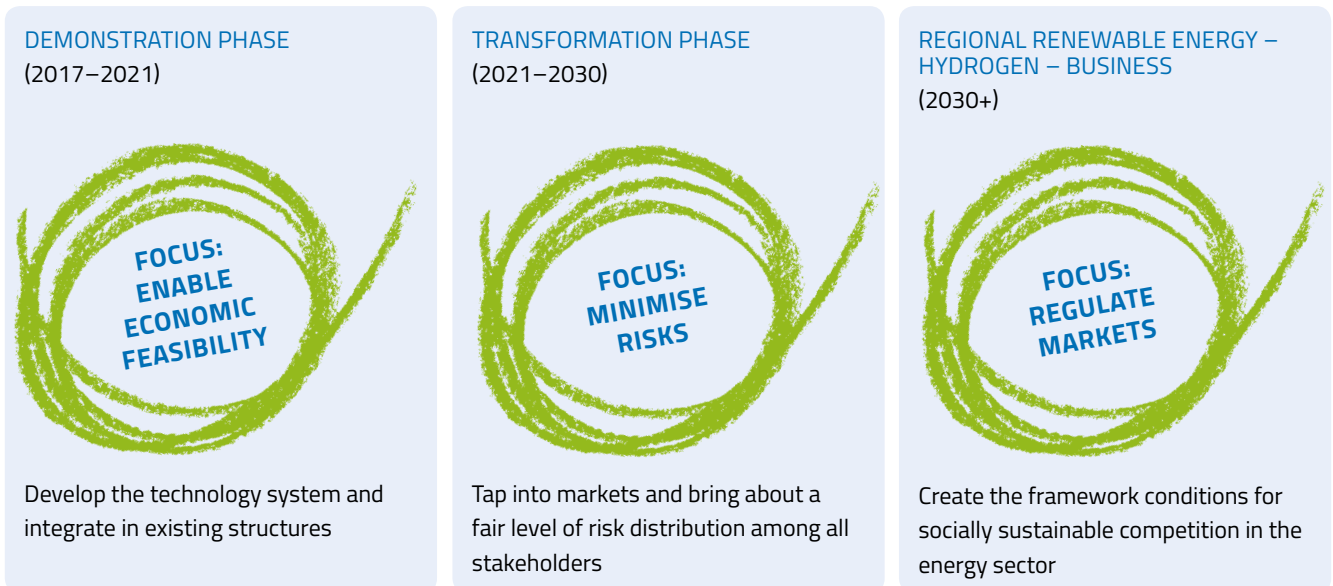 DEMONSTRATION PHASE
(2017–2021)
FOCUS:
ENABLE
ECONOMIC
FEASIBILITY
Develop the technology system and
integrate in existing structures
TRANSFORMATION PHASE
(2021–2030)
FOCUS:
MINIMISE
RISKS
Tap into markets and bring about a
fair level of risk distribution among all
stakeholders
REGIONAL RENEWABLE ENERGY –
HYDROGEN – BUSINESS
(2030+)
FOCUS:
REGULATE
MARKETS
Create the framework conditions for
socially sustainable competition in the
energy sector